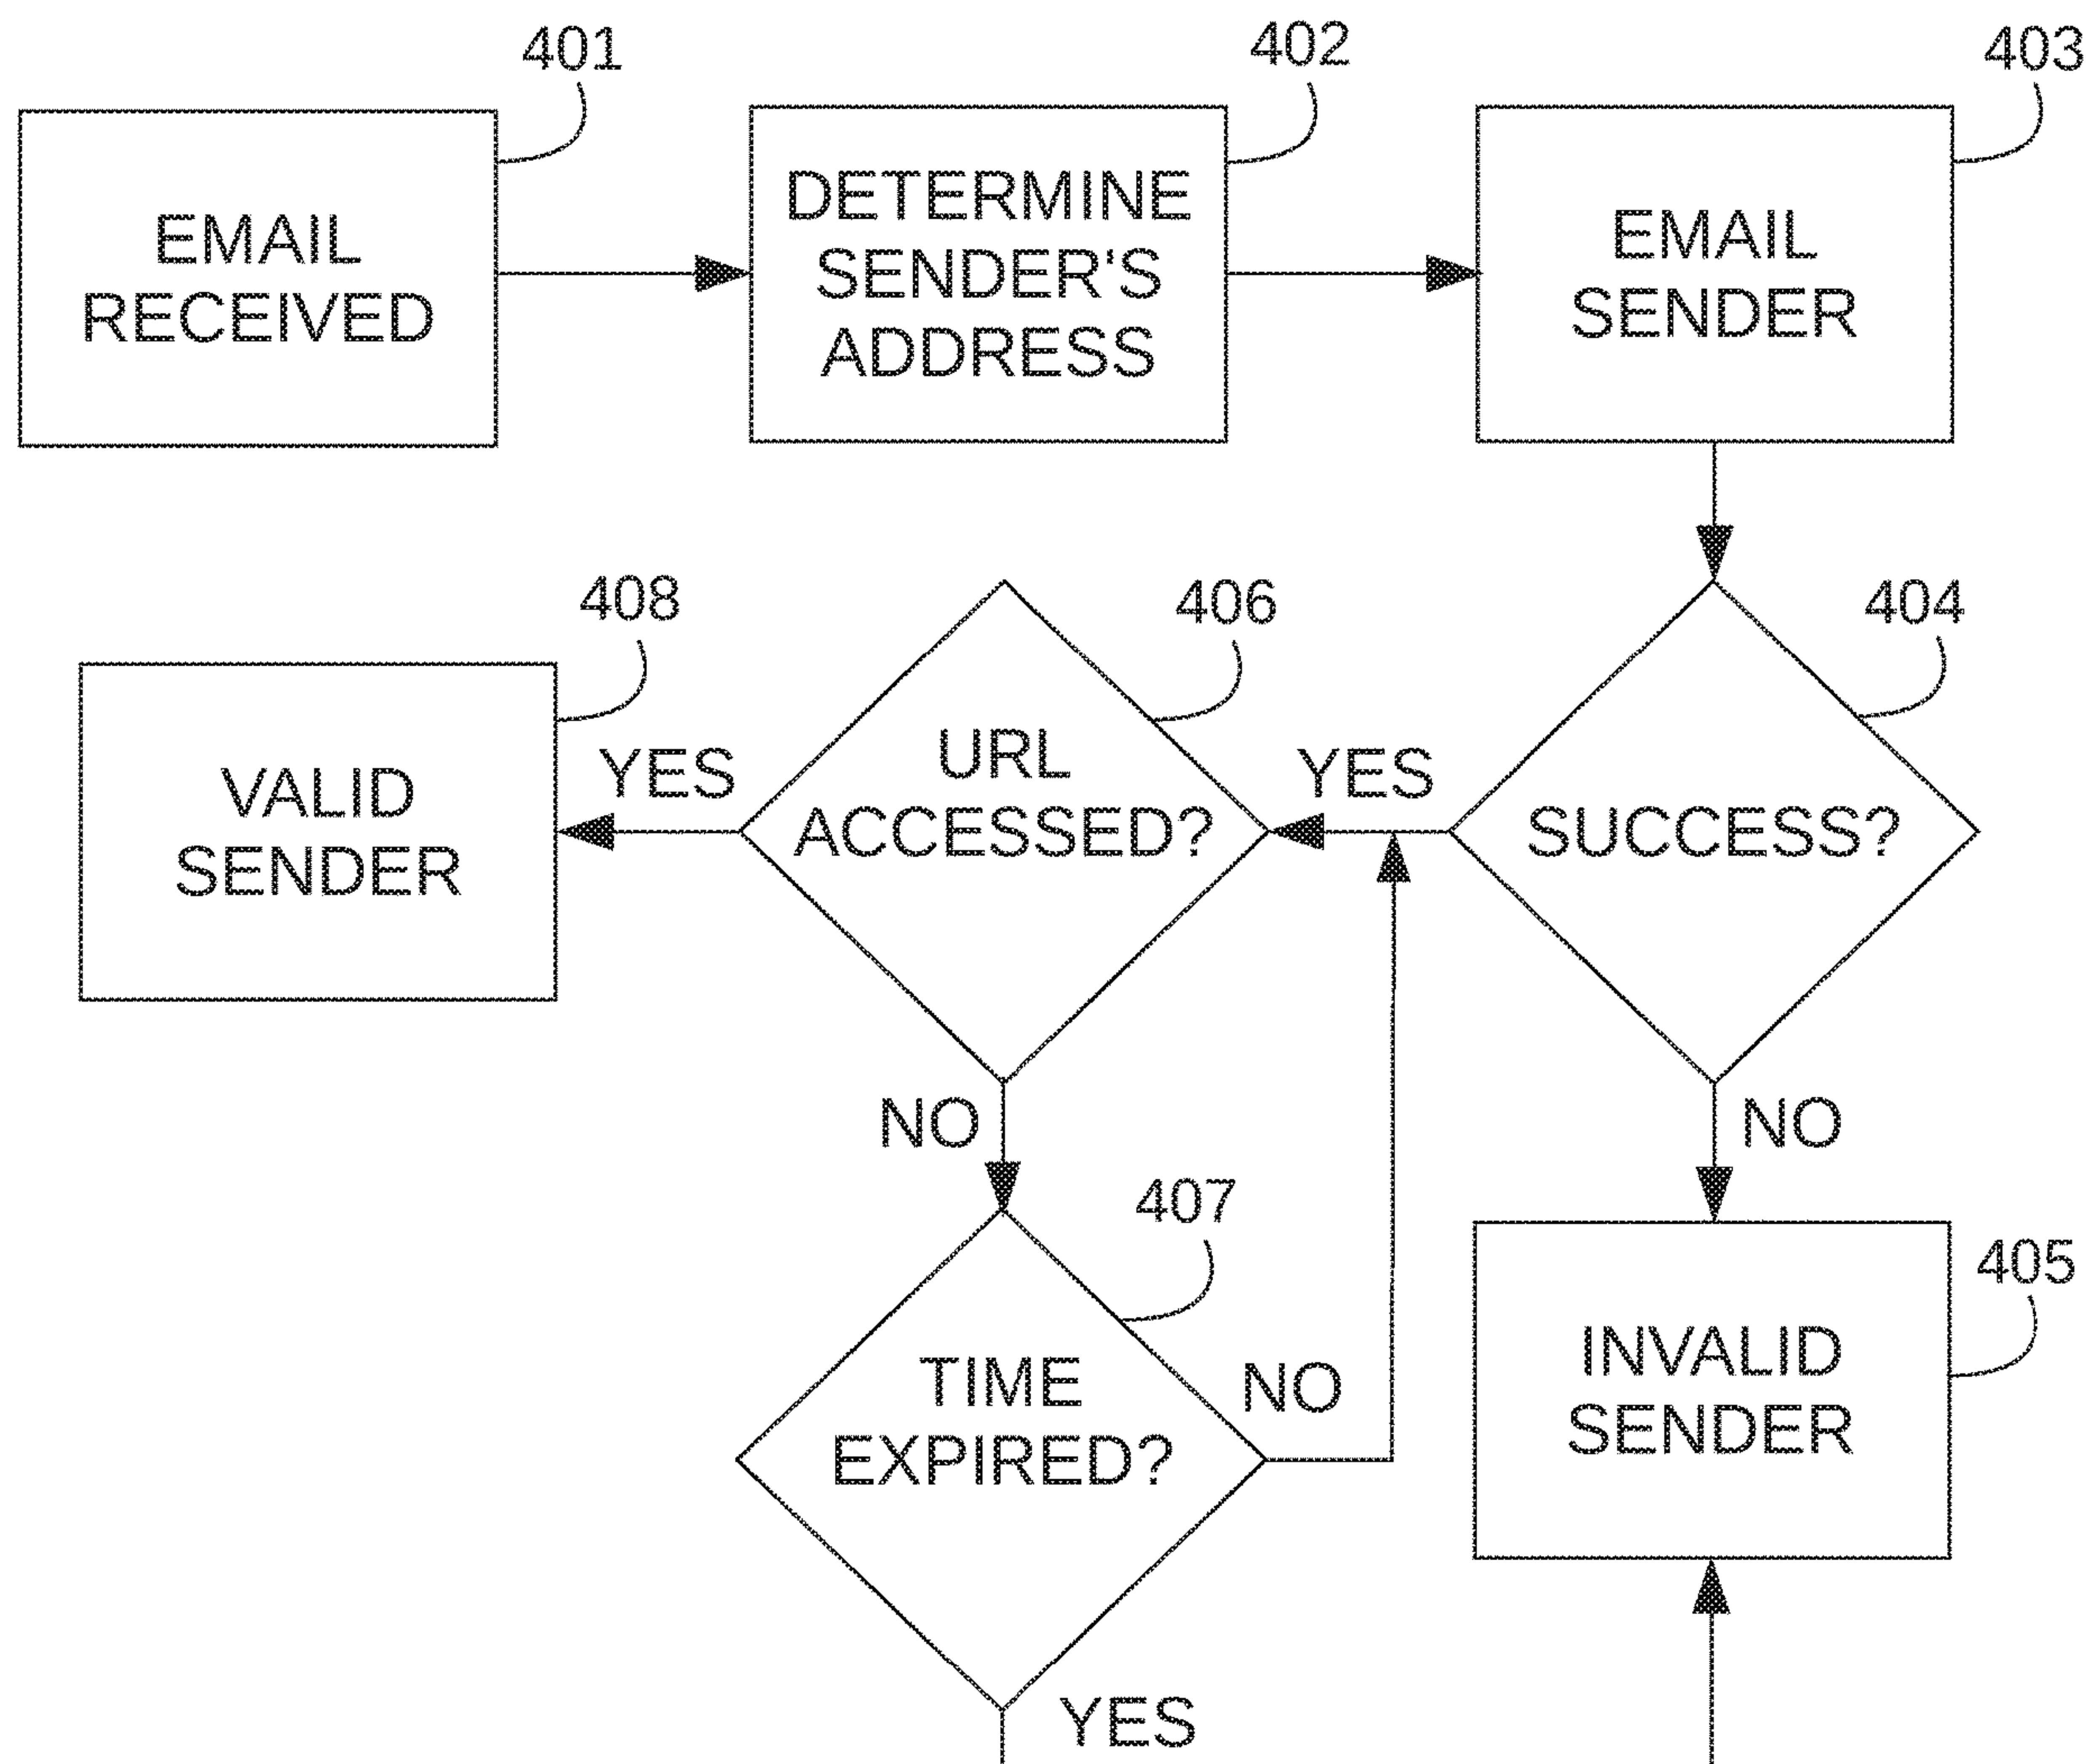 401
402
403
EMAIL
RECEIVED
DETERMINE
SENDER'S
ADDRESS
EMAIL
SENDER
408
406
404
VALID
SENDER
YES
URL
ACCESSED?
YES
SUCCESS?
NO
NO
407
405
TIME
EXPIRED?
NO
INVALID
SENDER
YES